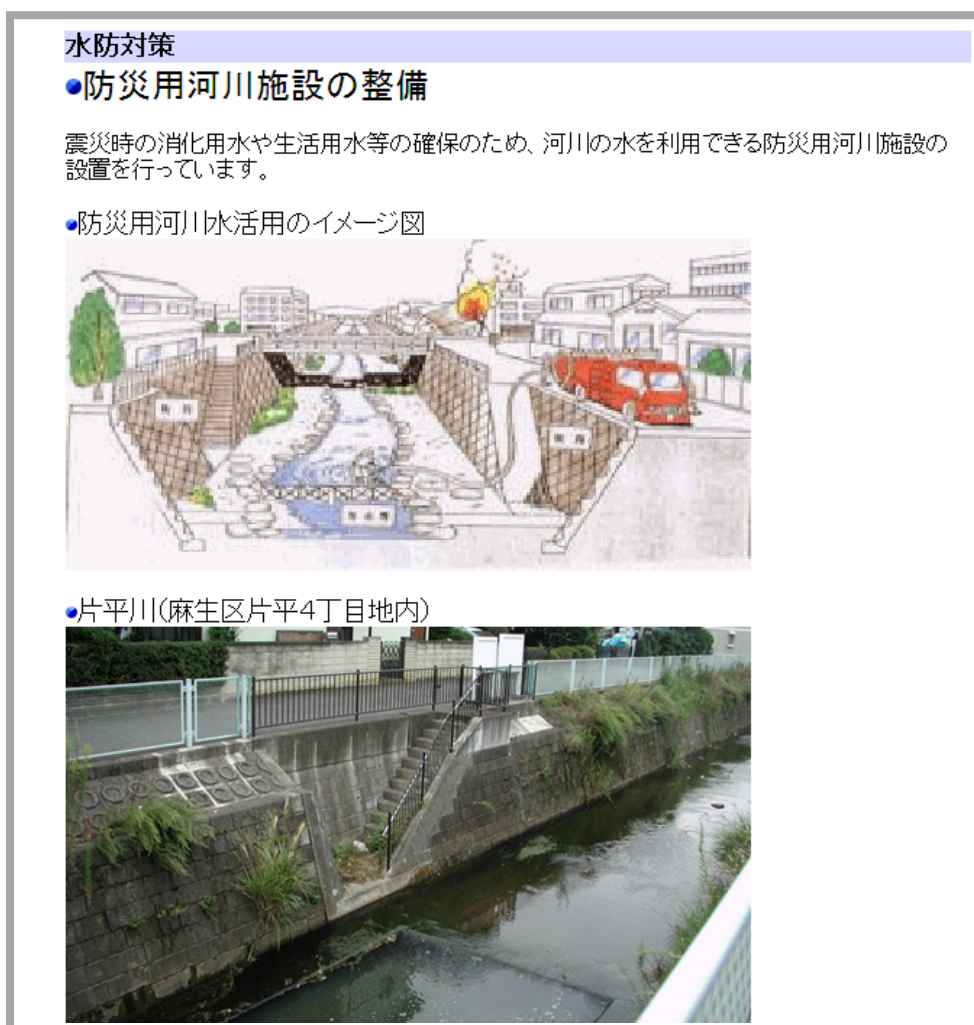 水防対策
防災用河川施設の整備
震災時の消化用水や生活用水等の確保のため、河川の水を利用できる防災用河川施設の
設置を行っています。
防災用河川水活用のイメージ図
片平川(麻生区片平4丁目地内)